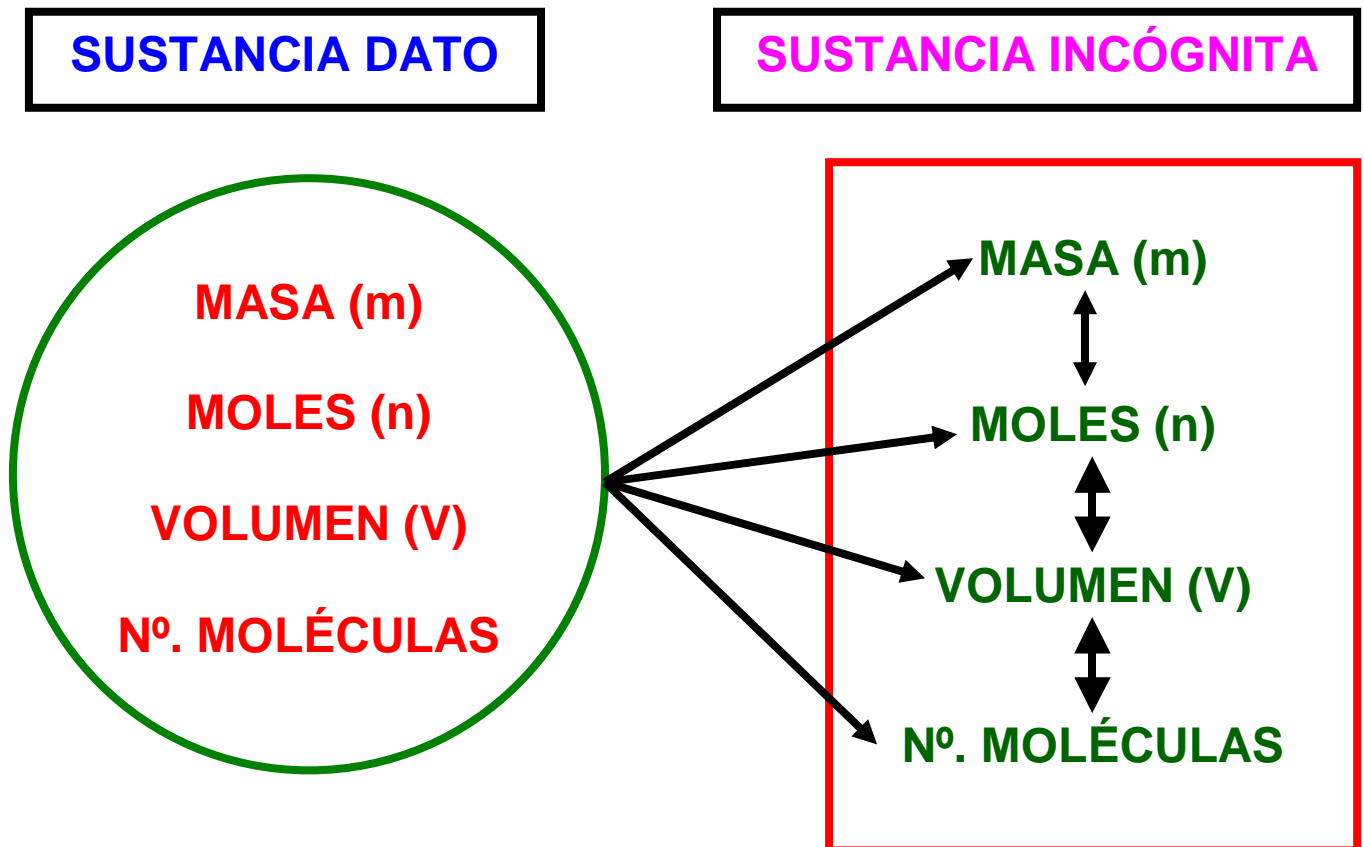 SUSTANCIA DATO
SUSTANCIA INCÓGNITA
MASA (m)
MOLES (n)
VOLUMEN (V)
Nº. MOLÉCULAS
MASA (m)
MOLES (n)
VOLUMEN (V)
Nº. MOLÉCULAS